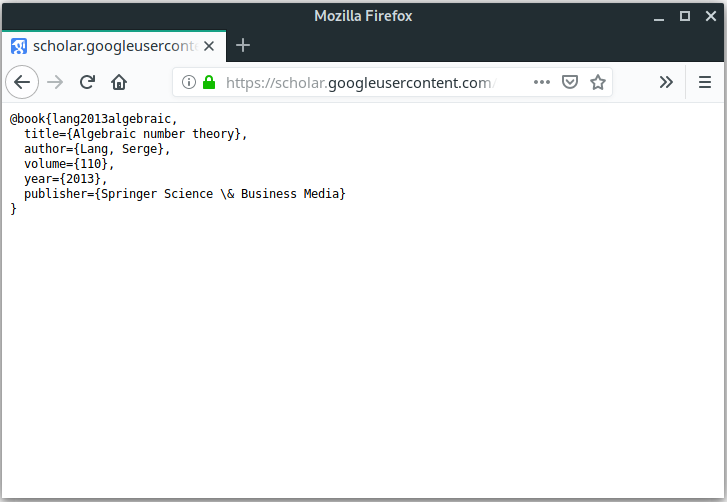 Mozilla Firefox
scholar.googleusercont
https://scholar.googleusercontent.com/
@book{lang2013algebraic,
  title={Algebraic number theory},
  author={Lang, Serge},
  volume={110},
  year={2013},
  publisher={Springer Science \& Business Media}
}